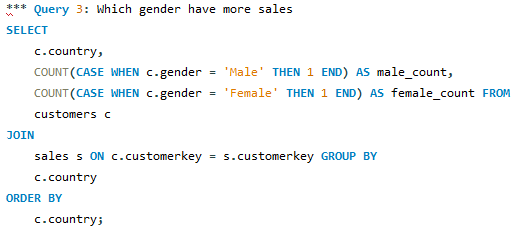 *** Query 3: Which gender have more sales
SELECT
c.country,
COUNT(CASE WHEN c.gender = 'Male' THEN 1 END) AS male_count,
COUNT(CASE WHEN c.gender = 'Female' THEN 1 END) AS female_count FROM
customers c
JOIN
sales s ON c.customerkey = s.customerkey GROUP BY
c.country
ORDER BY
c.country;